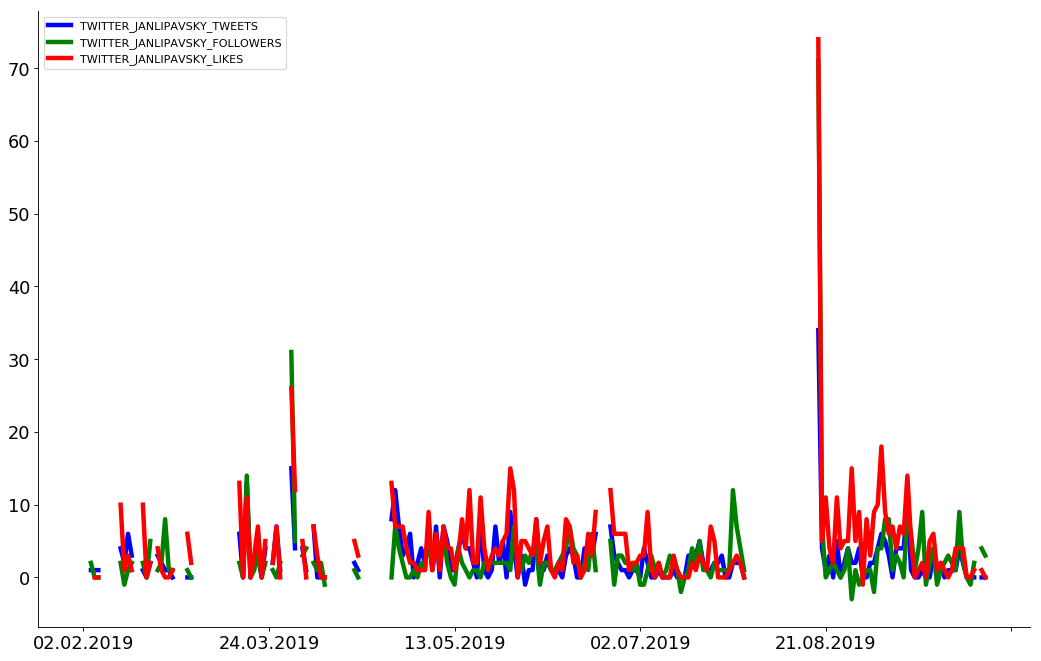 TWITTER_JANLIPAVSKY_TWEETS
TWITTER_JANLIPAVSKY_FOLLOWERS
TWITTER_JANLIPAVSKY_LIKES
70
60
50
40
30
20
10
0
02.02.2019 24.03.2019 13.05.2019 02.07.2019 21.08.2019